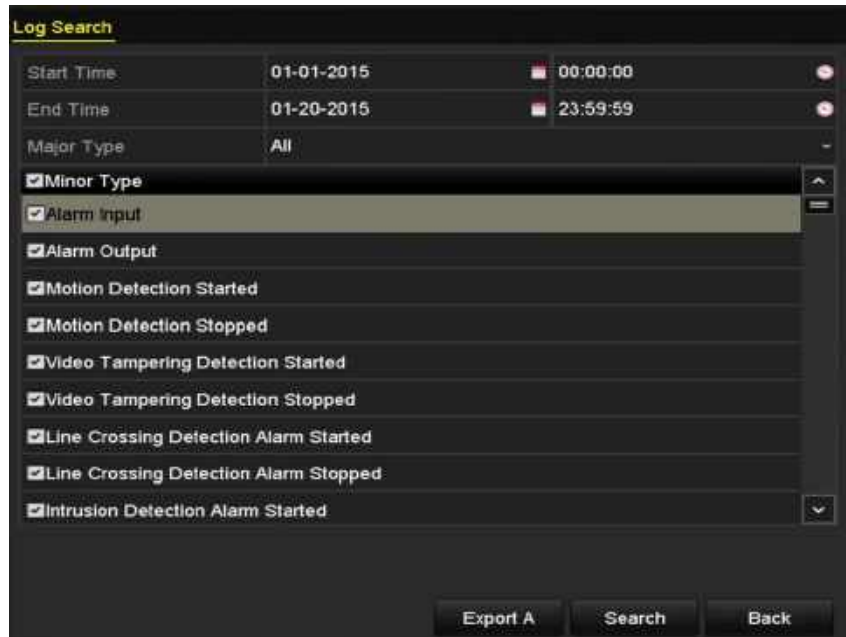 Log Search
Start Time 01-01-2015 00:00:00
End Time 01-20-2015 23:59:59
Major Type All
Minor Type
Alarm Input
Alarm Output
Motion Detection Started
Motion Detection Stopped
Video Tampering Detection Started
Video Tampering Detection Stopped
Line Crossing Detection Alarm Started
Line Crossing Detection Alarm Stopped
Intrusion Detection Alarm Started
Export A Search Back